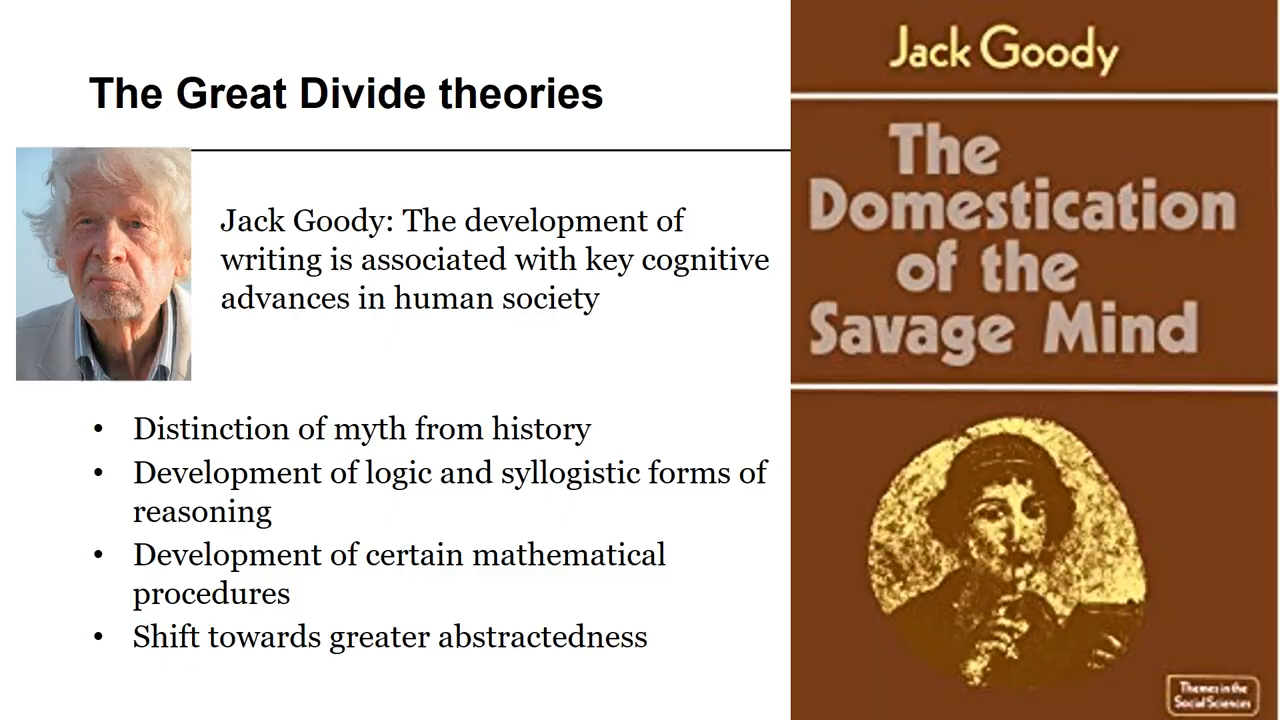 The Great Divide theories
Jack Goody: The development of
writing is associated with key cognitive
advances in human society
• Distinction of myth from history
• Development of logic and syllogistic forms of
reasoning
• Development of certain mathematical
procedures
• Shift towards greater abstractedness
Jack Goody
The
Domestication
of the
Savage Mind
Themes in the
Social Sciences